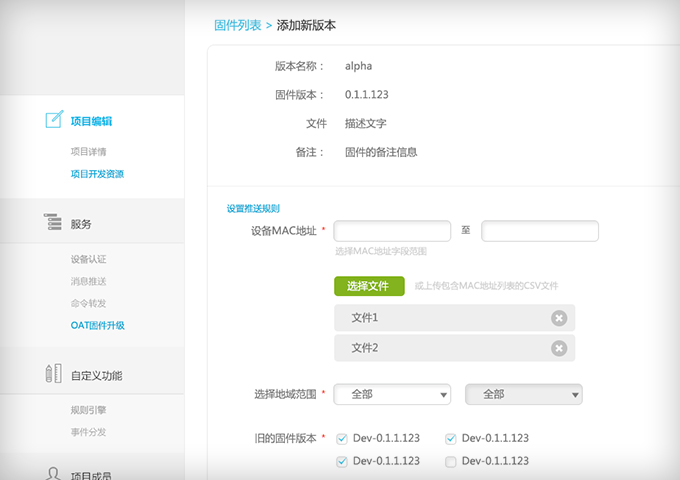 固件列表 > 添加新版本
版本名称： alpha
固件版本： 0.1.1.123
文件 描述文字
备注： 固件的备注信息
项目编辑
项目详情
项目开发资源
服务
设备认证
消息推送
命令转发
OAT固件升级
自定义功能
规则引擎
事件分发
项目成员
设置推送规则
设备MAC地址 * 至
选择MAC地址字段范围
选择文件 或上传包含MAC地址列表的CSV文件
文件1
文件2
选择地域范围 * 全部 全部
旧的固件版本 * Dev-0.1.1.123 Dev-0.1.1.123
Dev-0.1.1.123 Dev-0.1.1.123